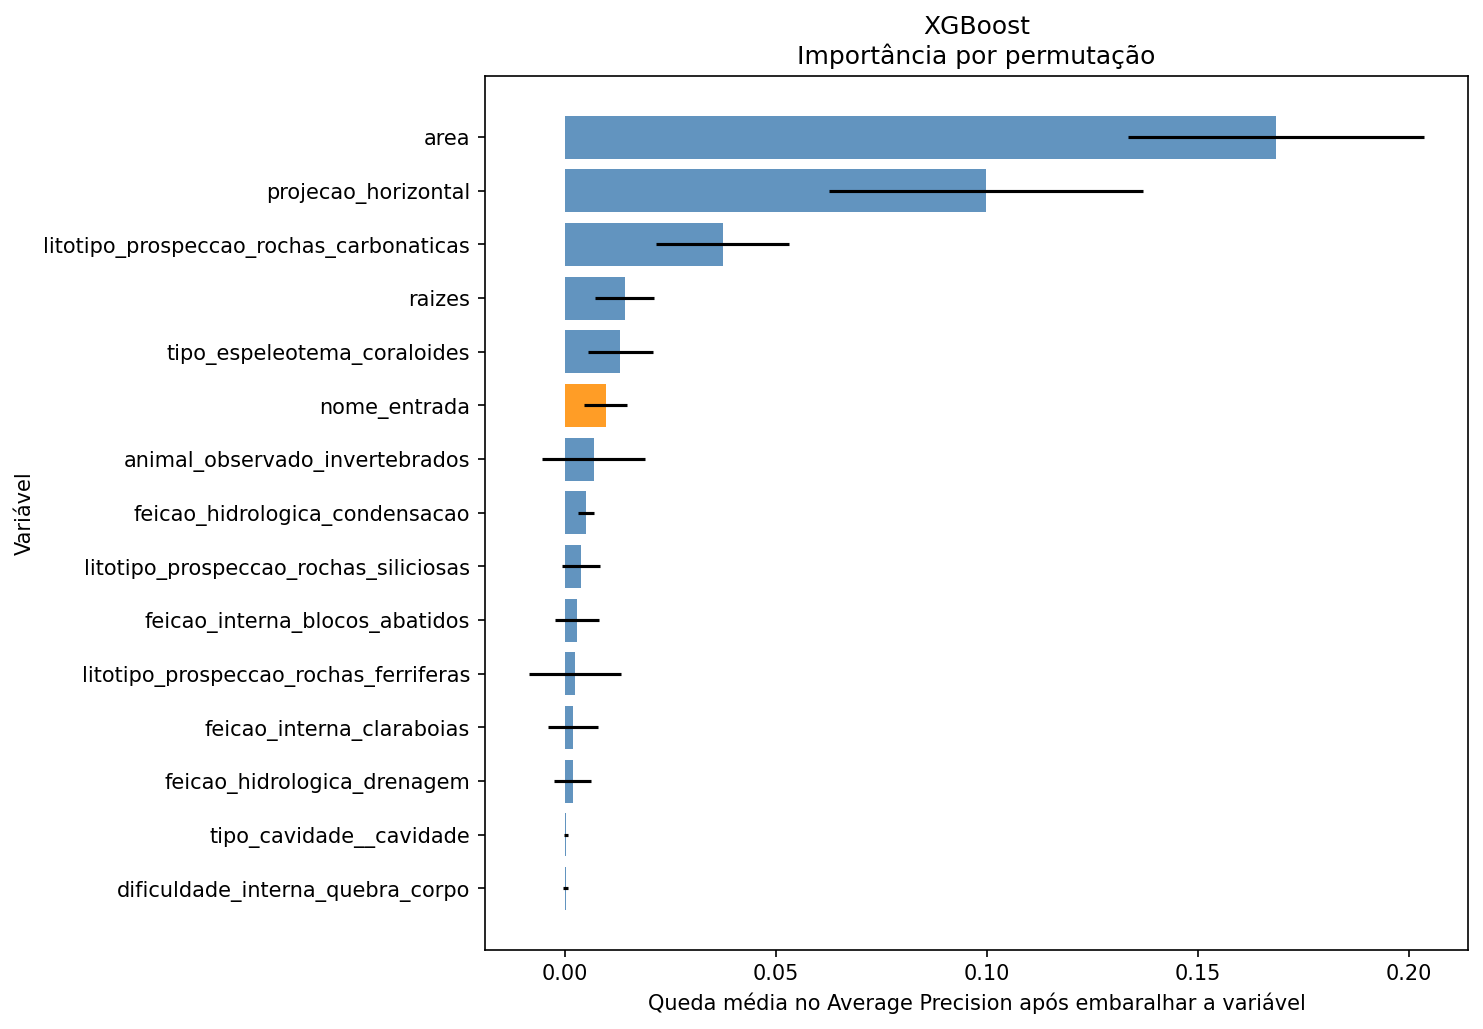 XGBoost
Importância por permutação
Variável
area
projecao_horizontal
litotipo_prospeccao_rochas_carbonaticas
raizes
tipo_espeleotema_coraloides
nome_entrada
animal_observado_invertebrados
feicao_hidrologica_condensacao
litotipo_prospeccao_rochas_siliciosas
feicao_interna_blocos_abatidos
litotipo_prospeccao_rochas_ferriferas
feicao_interna_claraboias
feicao_hidrologica_drenagem
tipo_cavidade__cavidade
dificuldade_interna_quebra_corpo
0.00 0.05 0.10 0.15 0.20
Queda média no Average Precision após embaralhar a variável